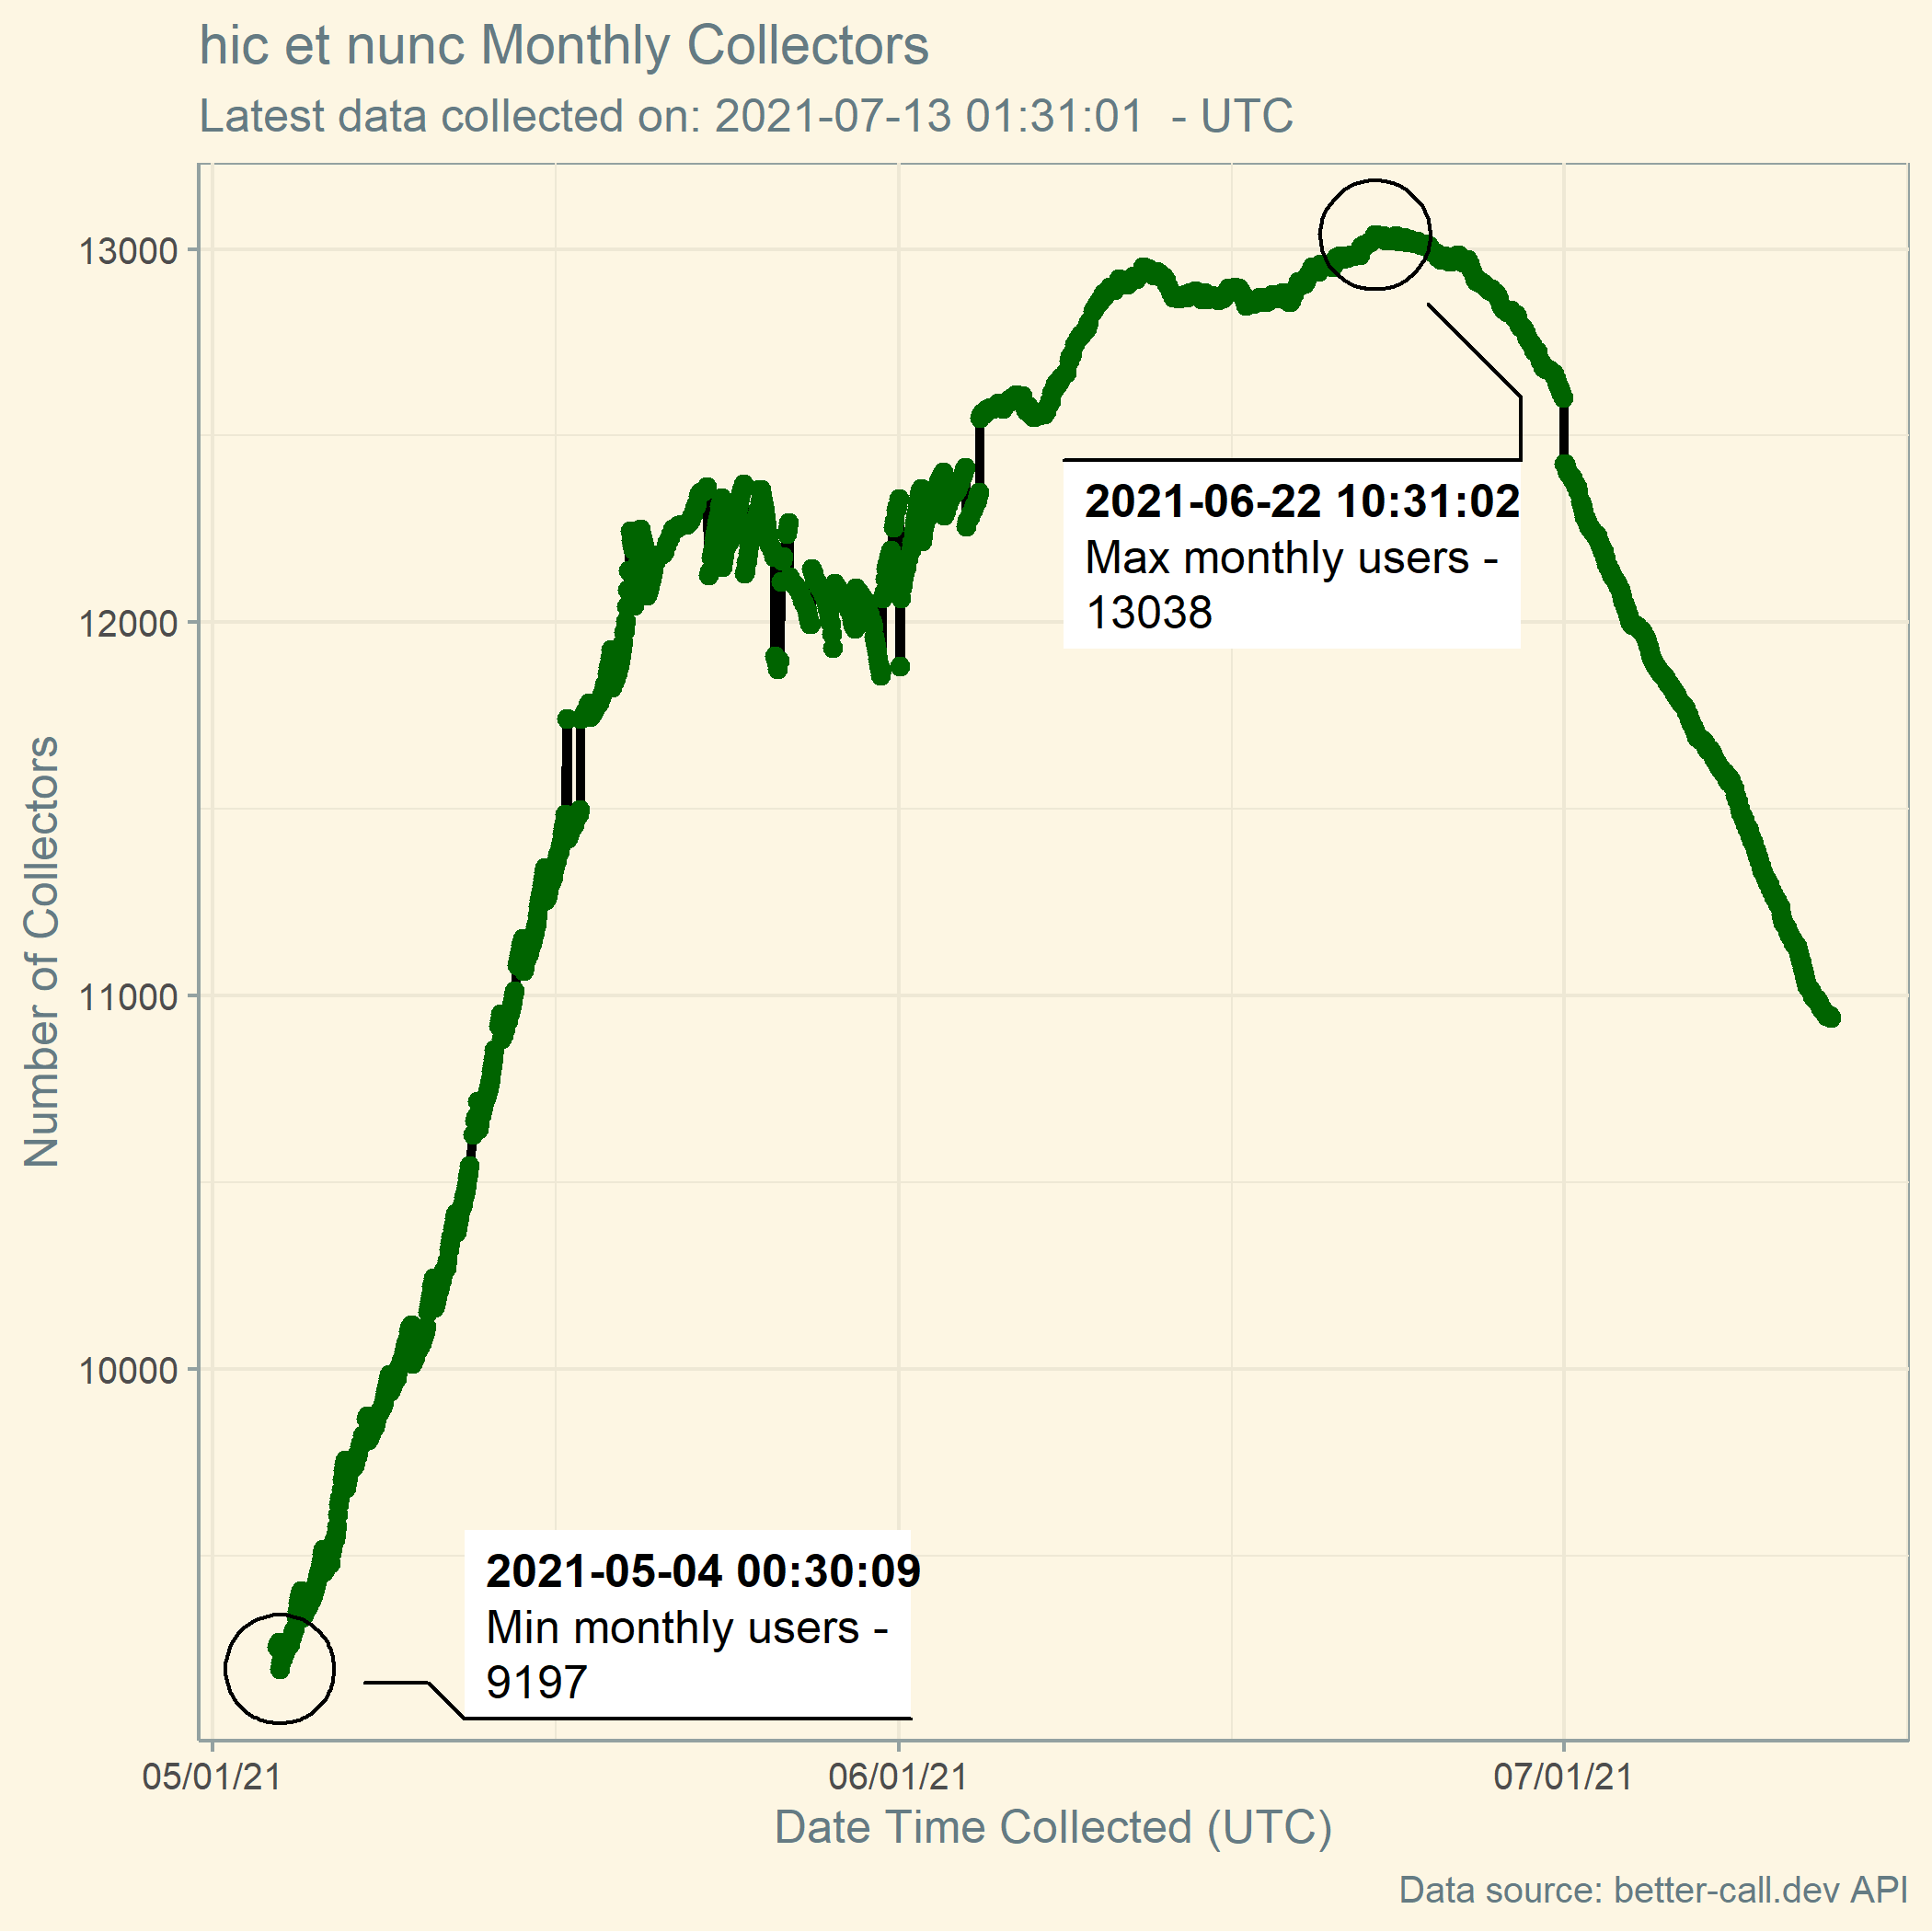 hic et nunc Monthly Collectors
Latest data collected on: 2021-07-13 01:31:01  - UTC
Number of Collectors
13000
12000
11000
10000
2021-06-22 10:31:02
Max monthly users -
13038
2021-05-04 00:30:09
Min monthly users -
9197
05/01/21
06/01/21
07/01/21
Date Time Collected (UTC)
Data source: better-call.dev API